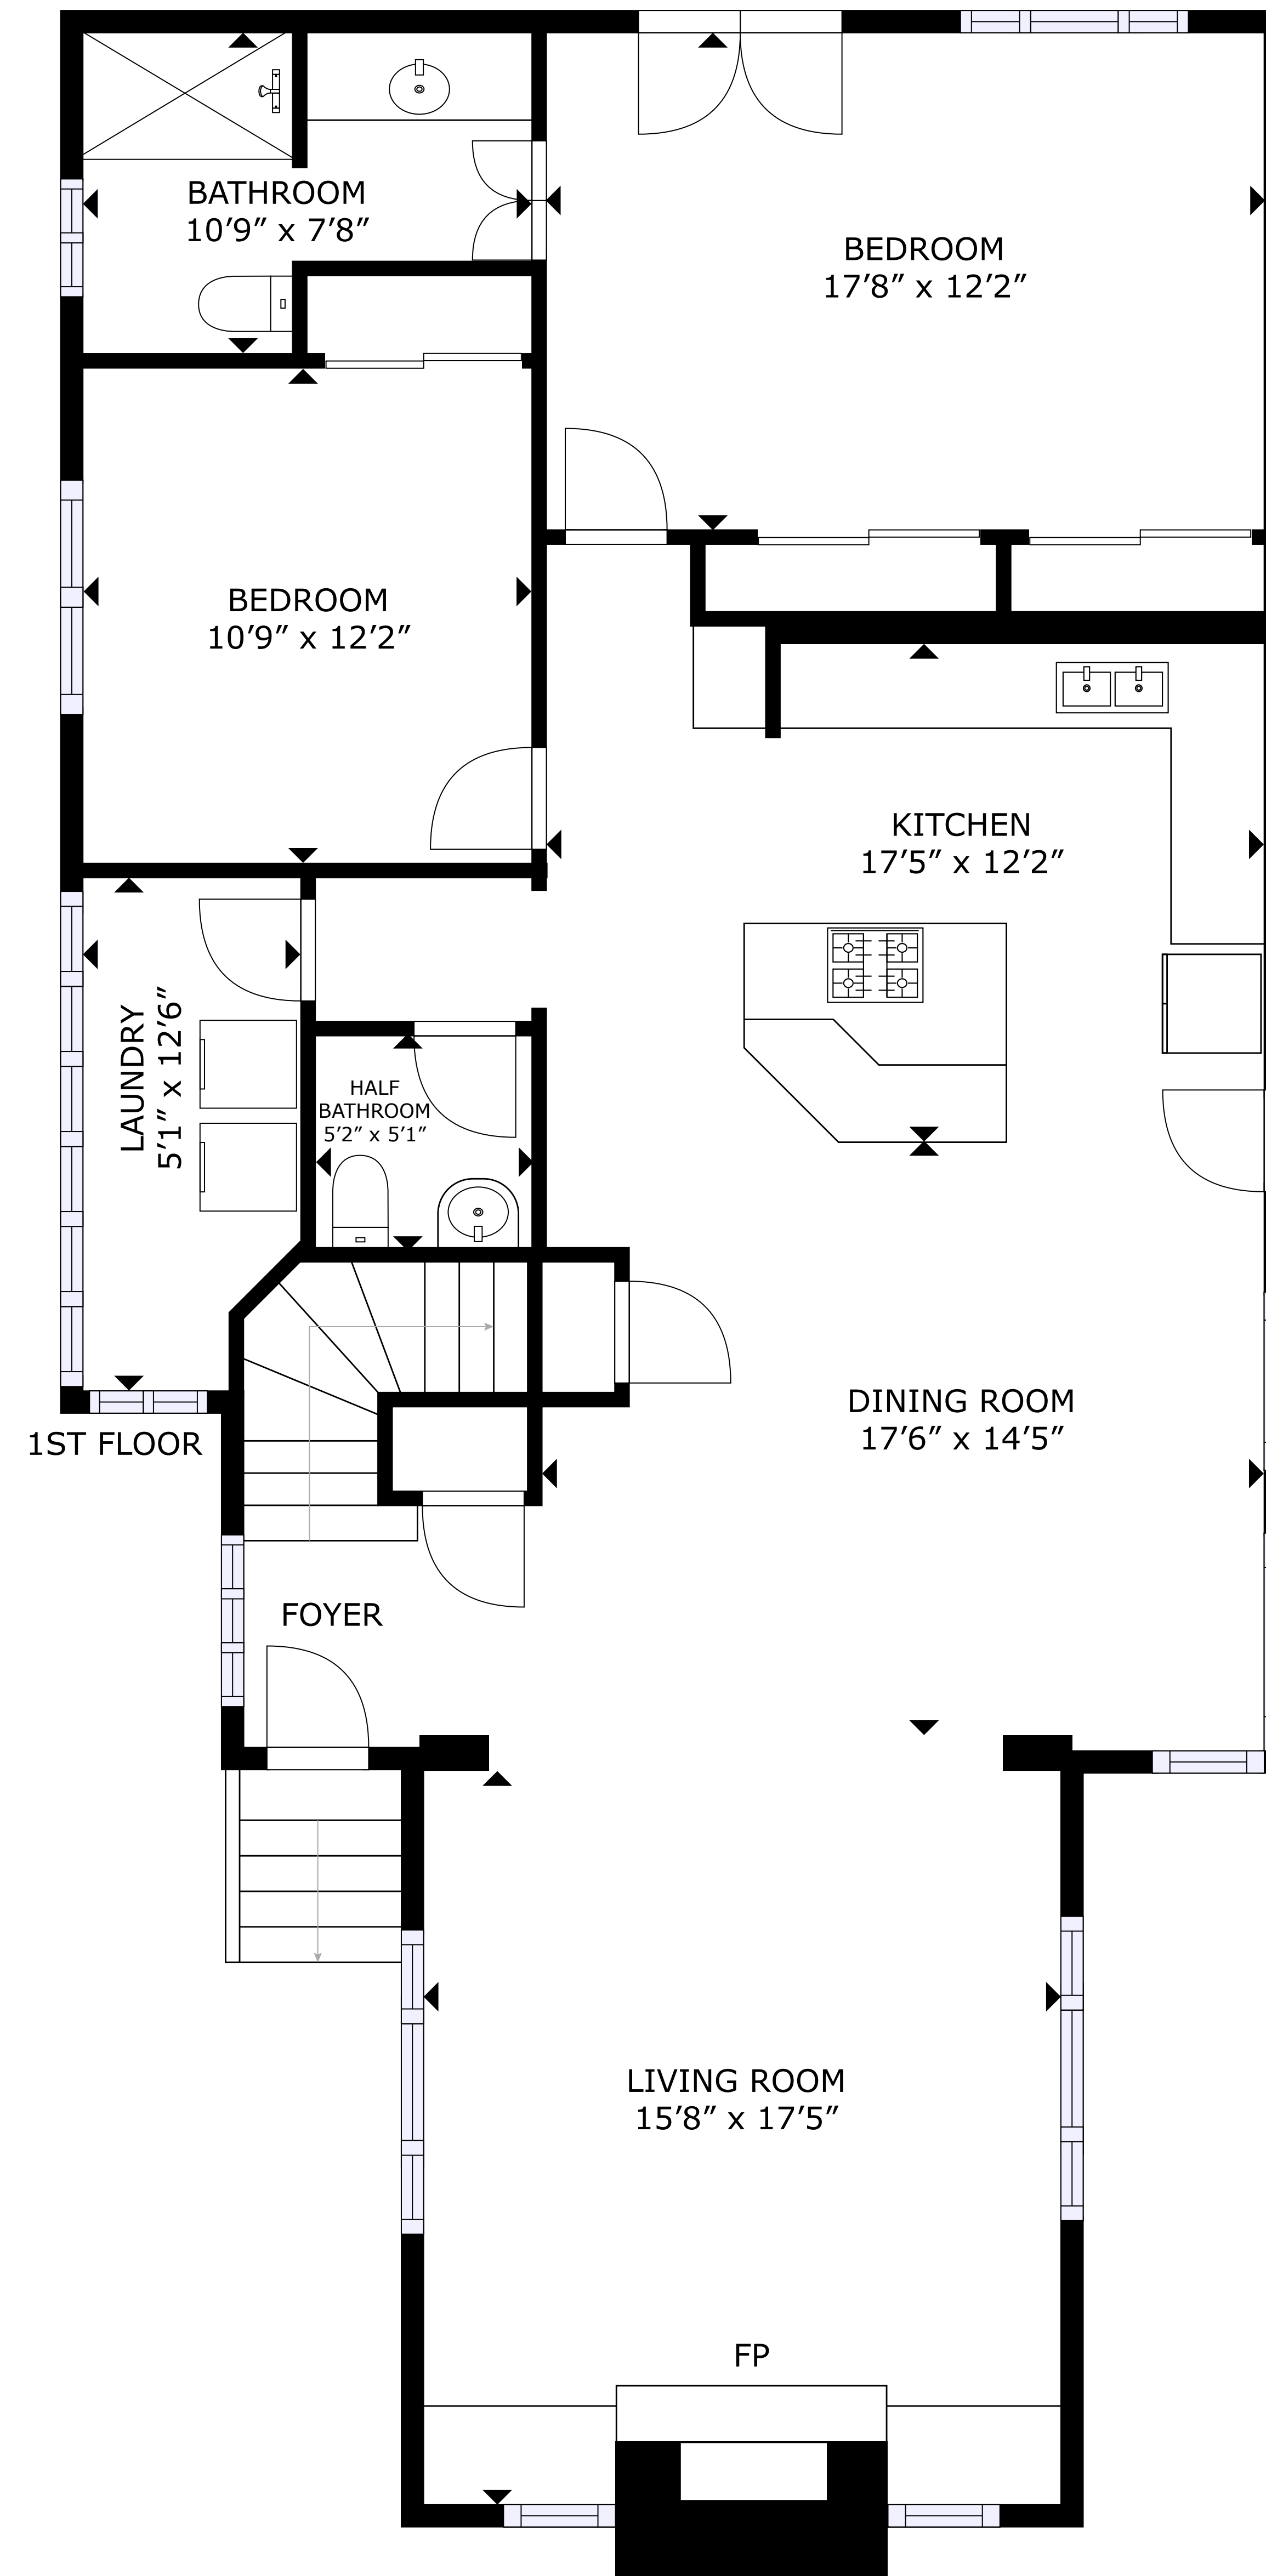 BATHROOM
10’9” x 7’8”
BEDROOM
17’8” x 12’2”
BEDROOM
10’9” x 12’2”
KITCHEN
17’5” x 12’2”
LAUNDRY
5’1” x 12’6”
HALF
BATHROOM
5’2” x 5’1”
DINING ROOM
17’6” x 14’5”
1ST FLOOR
FOYER
LIVING ROOM
15’8” x 17’5”
FP